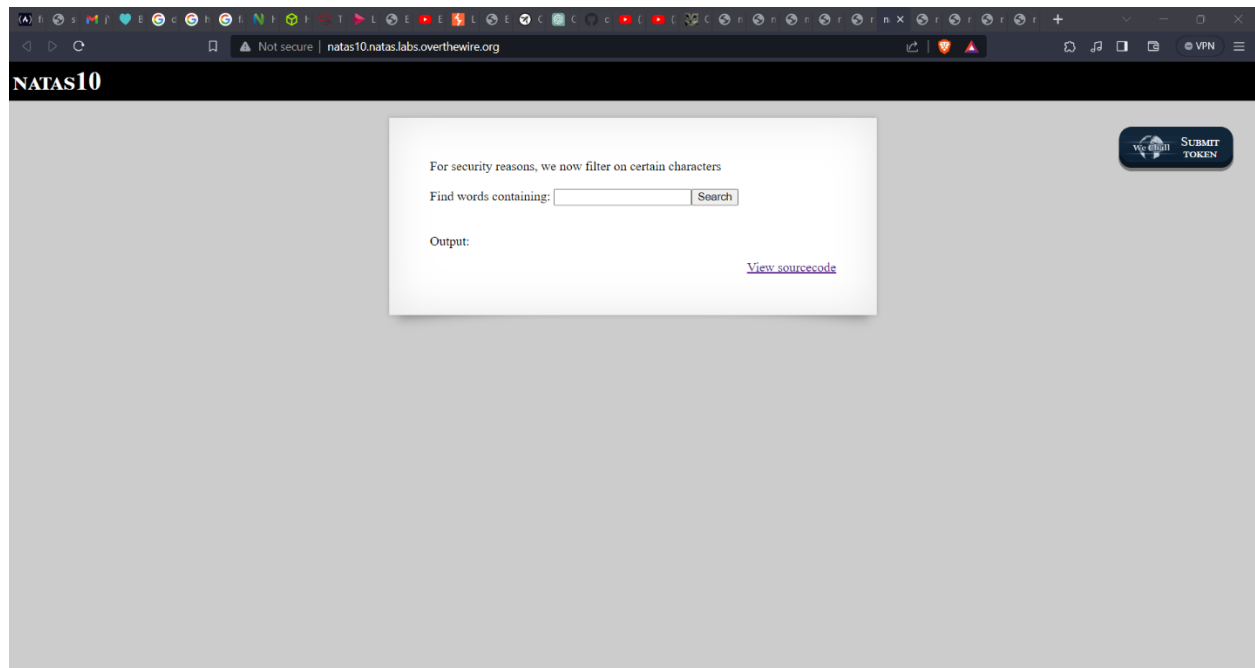 Not secure | natas10.natas.labs.overthewire.org
VPN
NATAS10
For security reasons, we now filter on certain characters
Find words containing:
Search
Output:
View sourcecode
We Chall
SUBMIT
TOKEN